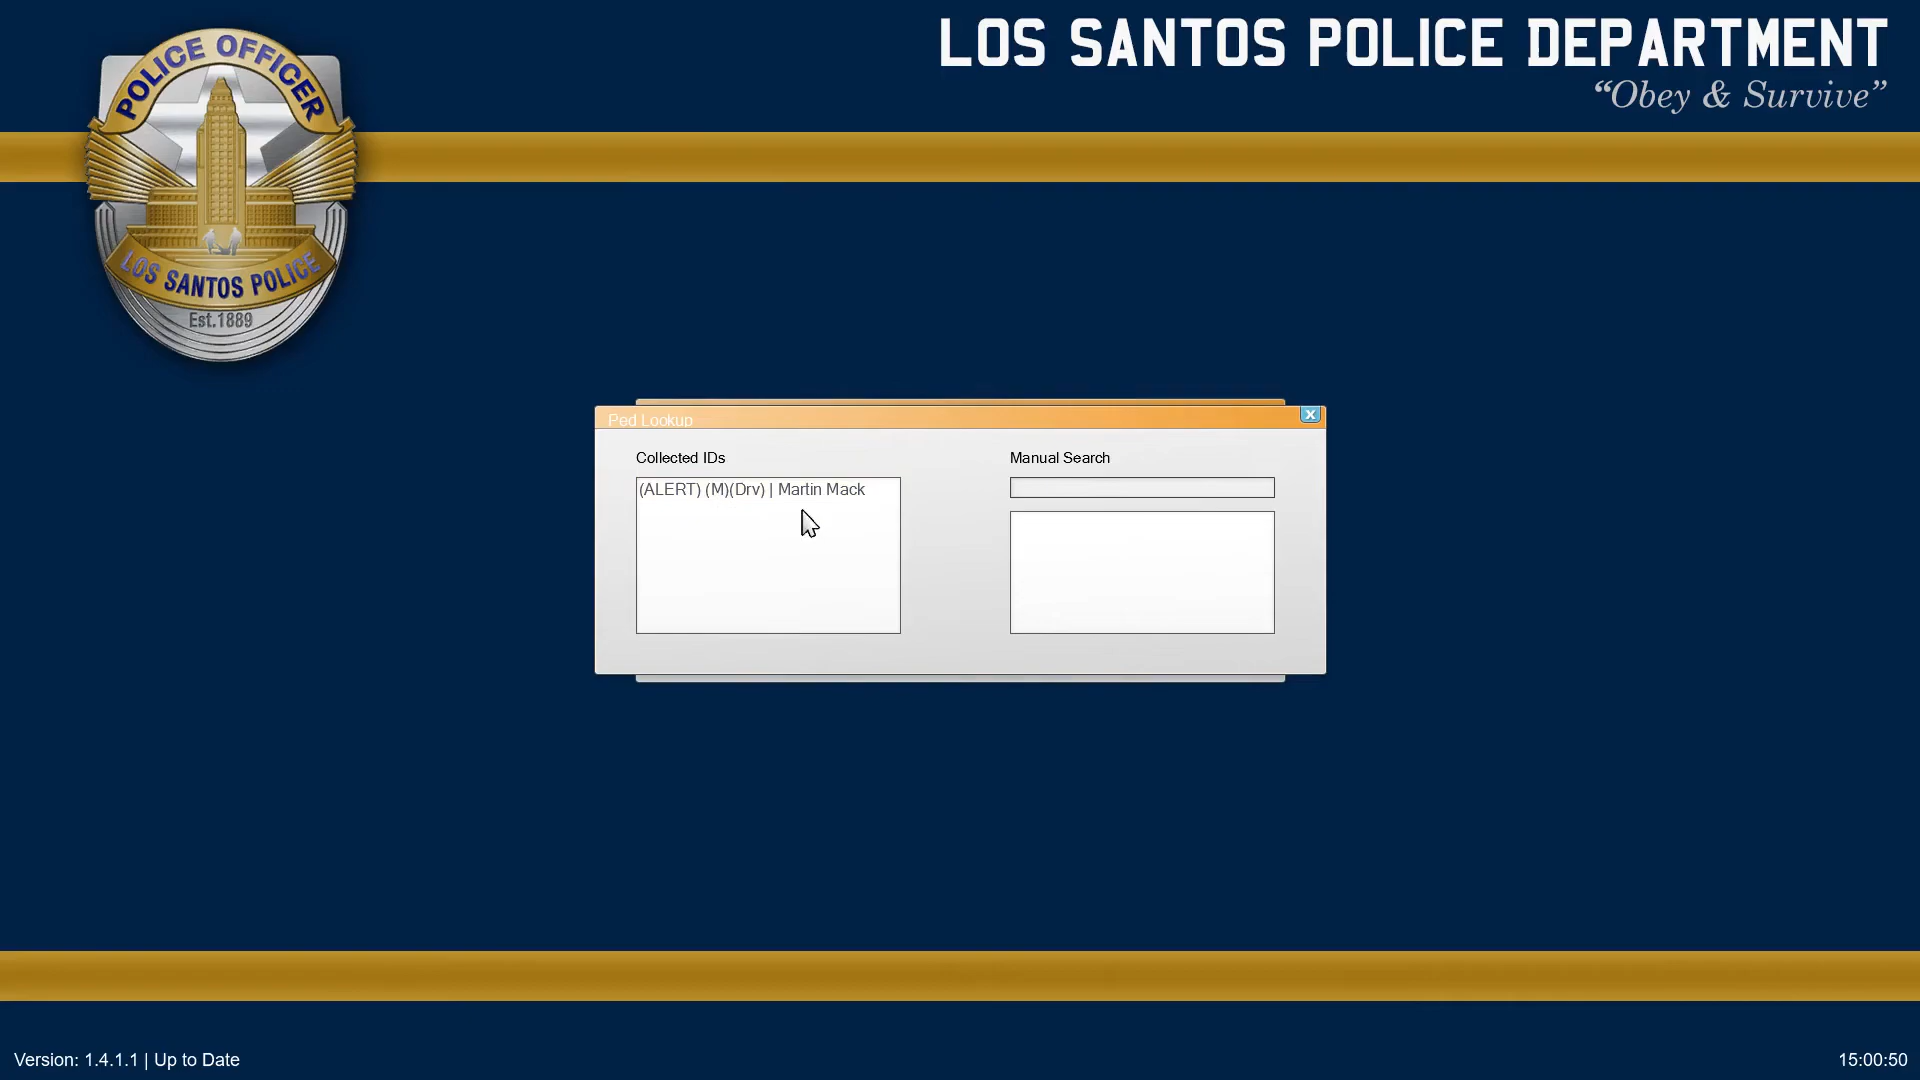 POLICE OFFICER
LOS SANTOS POLICE
Est.1889
LOS SANTOS POLICE DEPARTMENT
“Obey & Survive”
Ped Lookup
x
Collected IDs
Manual Search
(ALERT) (M)(Drv) | Martin Mack
Version: 1.4.1.1 | Up to Date
15:00:50